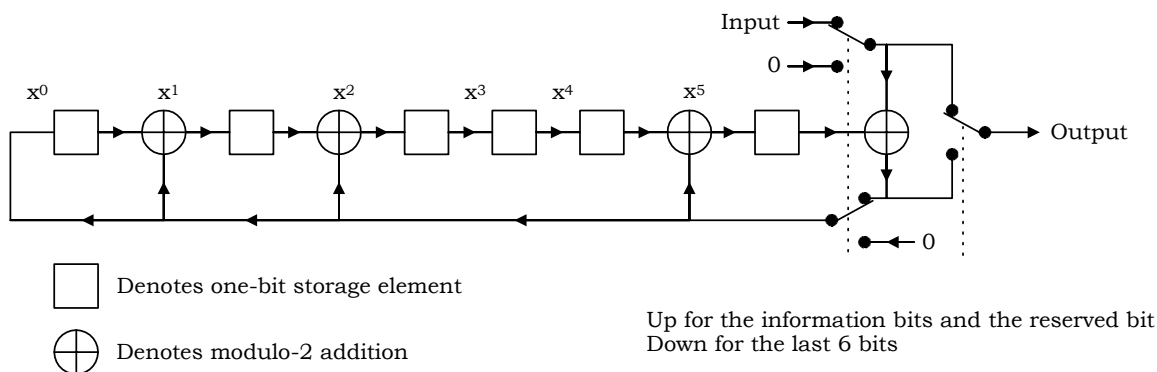 Input
0
x⁰ x¹ x² x³ x⁴ x⁵
Output
0
Denotes one-bit storage element
Denotes modulo-2 addition
Up for the information bits and the reserved bit
Down for the last 6 bits